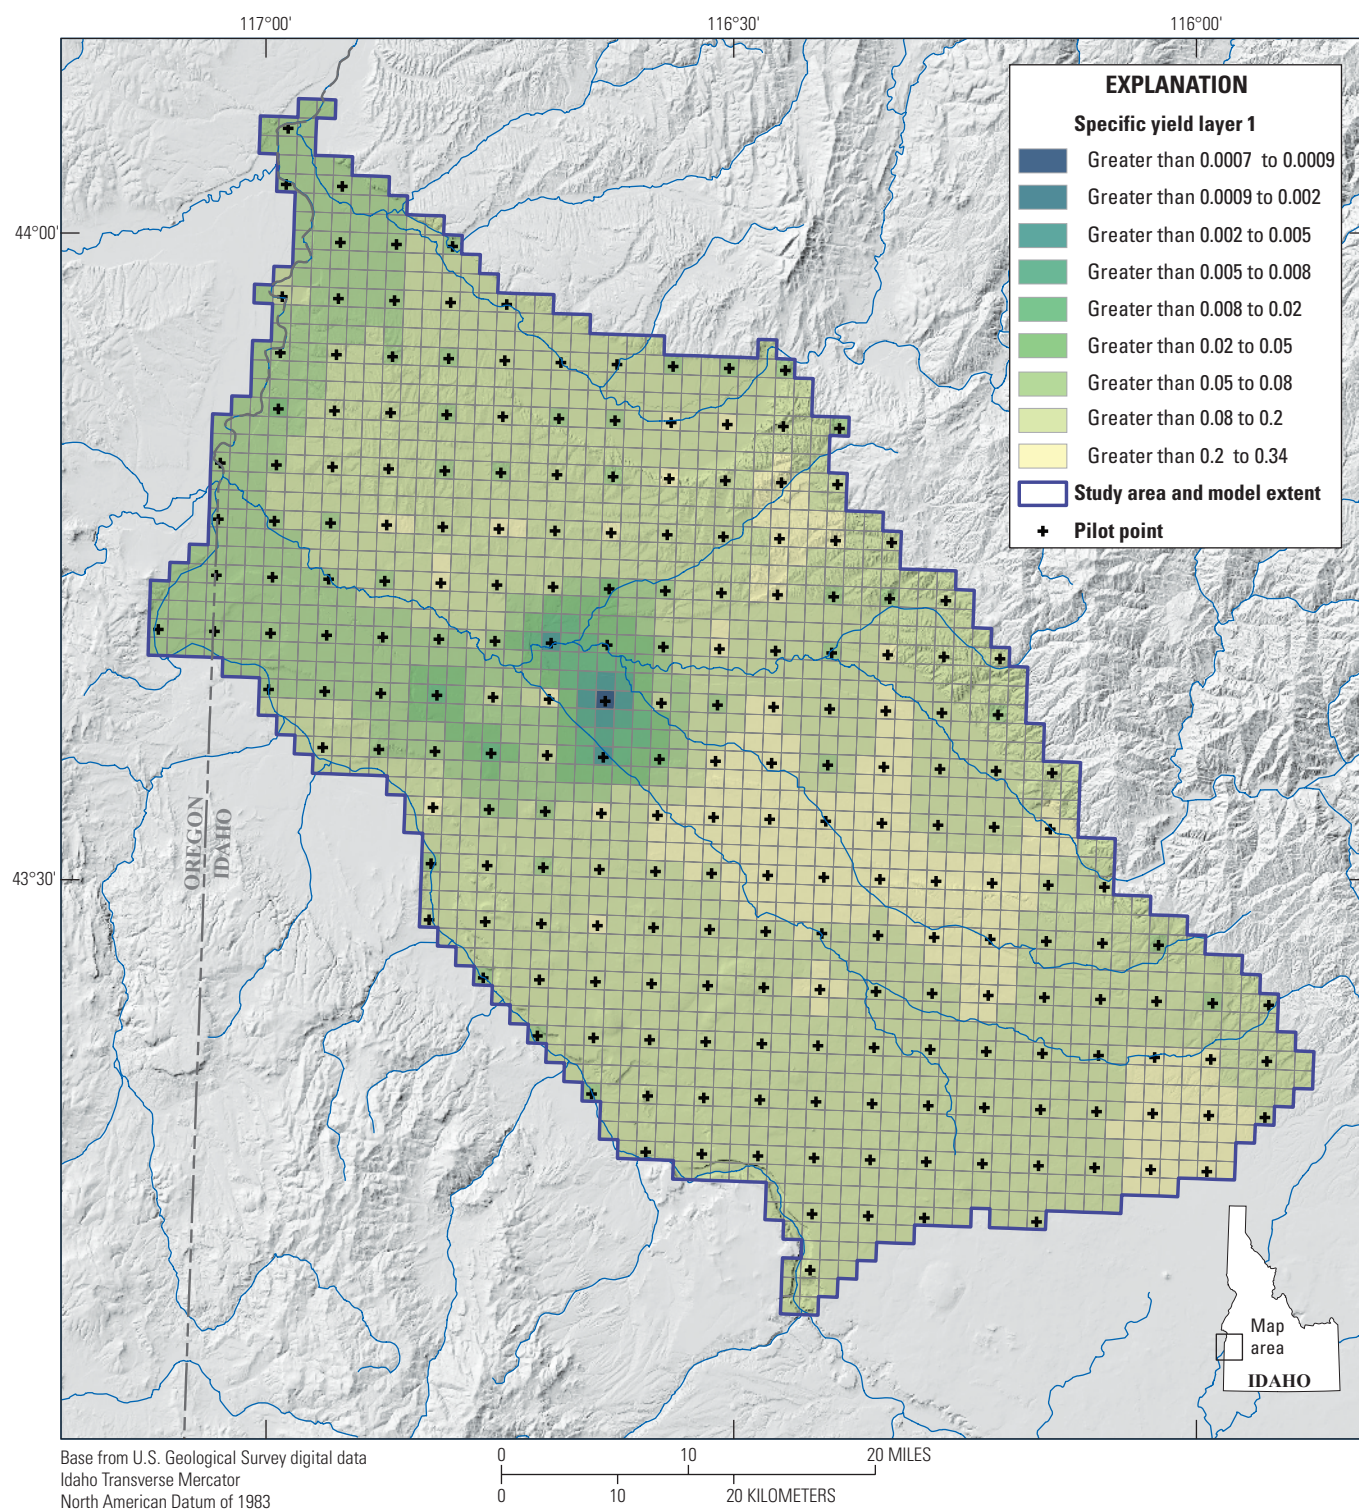 117°00'
116°30'
116°00'
44°00'
43°30'
EXPLANATION
Specific yield layer 1
Greater than 0.0007 to 0.0009
Greater than 0.0009 to 0.002
Greater than 0.002 to 0.005
Greater than 0.005 to 0.008
Greater than 0.008 to 0.02
Greater than 0.02 to 0.05
Greater than 0.05 to 0.08
Greater than 0.08 to 0.2
Greater than 0.2 to 0.34
Study area and model extent
Pilot point
OREGON
IDAHO
Map
area
IDAHO
Base from U.S. Geological Survey digital data
Idaho Transverse Mercator
North American Datum of 1983
0 10 20 MILES
0 10 20 KILOMETERS